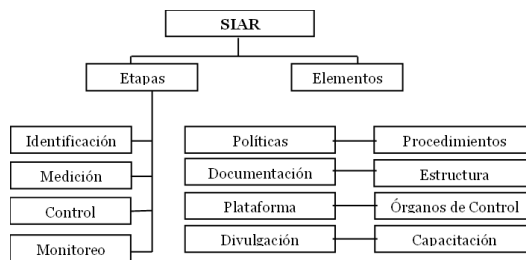 SIAR
Etapas
Elementos
Identificación
Medición
Control
Monitoreo
Políticas
Procedimientos
Documentación
Estructura
Plataforma
Órganos de Control
Divulgación
Capacitación